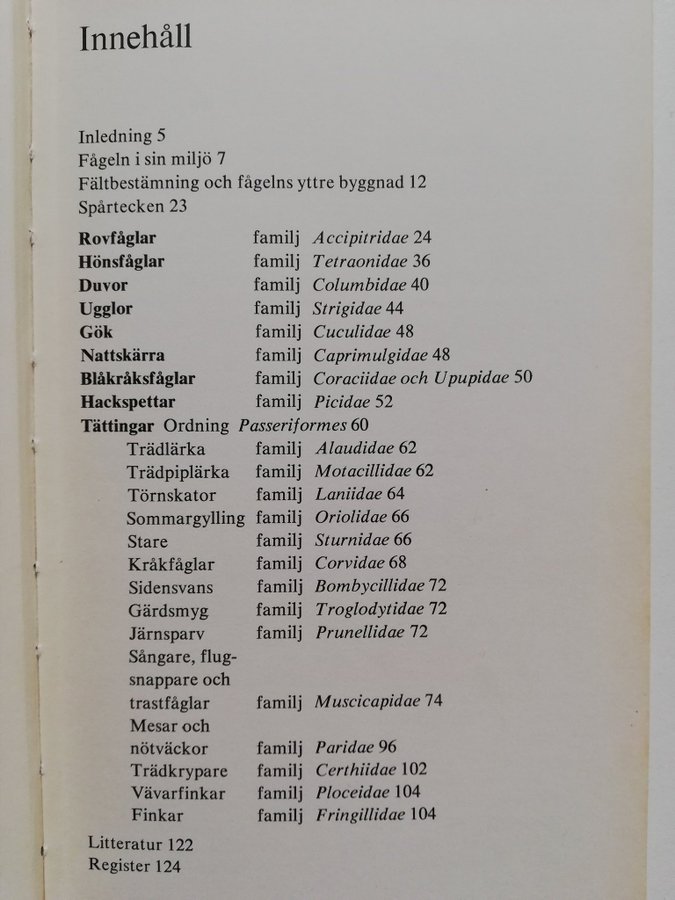 Innehåll
Inledning 5
Fågeln i sin miljö 7
Fältbestämning och fågelns yttre byggnad 12
Spårtecken 23
Rovfåglar familj Accipitridae 24
Hönsfåglar familj Tetraonidae 36
Duvor familj Columbidae 40
Ugglor familj Strigidae 44
Gök familj Cuculidae 48
Nattskärra familj Caprimulgidae 48
Blåkråksfåglar familj Coraciidae och Upupidae 50
Hackspettar familj Picidae 52
Tättingar Ordning Passeriformes 60
Trädlärka familj Alaudidae 62
Trädpiplärka familj Motacillidae 62
Törnskator familj Laniidae 64
Sommargylling familj Oriolidae 66
Stare familj Sturnidae 66
Kråkfåglar familj Corvidae 68
Sidensvans familj Bombycillidae 72
Gärdsmyg familj Troglodytidae 72
Järnsparv familj Prunellidae 72
Sångare, flug-
snappare och
trastfåglar familj Muscicapidae 74
Mesar och
nötväckor familj Paridae 96
Trädkrypare familj Certhiidae 102
Vävarfinkar familj Ploceidae 104
Finkar familj Fringillidae 104
Litteratur 122
Register 124